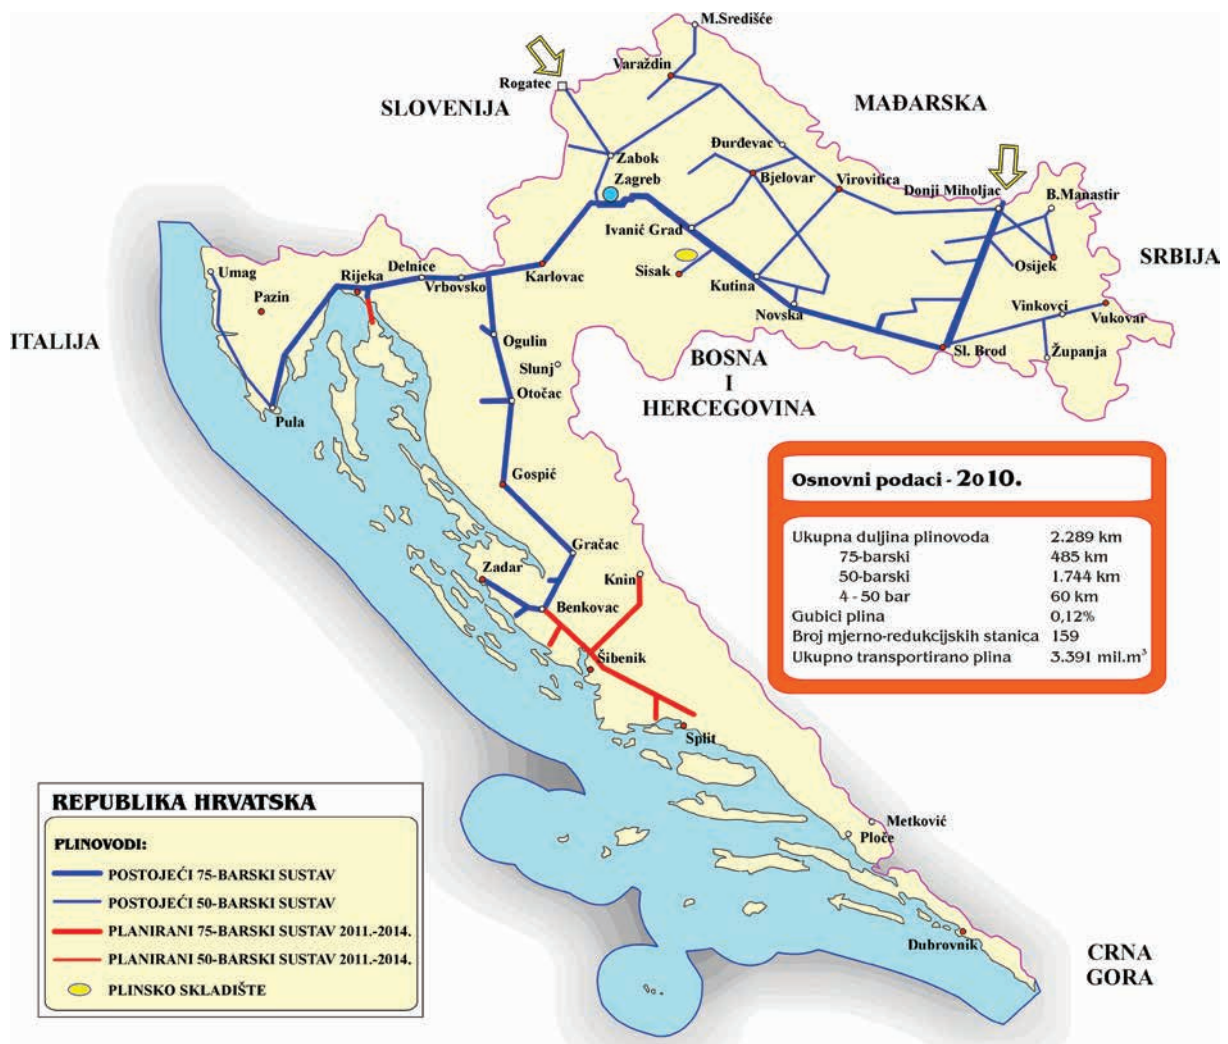 M.Središće
Varaždin
Rogatec
SLOVENIJA
MAĐARSKA
Đurđevac
Zabok
Zagreb
Bjelovar
Virovitica
Donji Miholjac
B.Manastir
Ivanić Grad
SRBIJA
Osijek
Sisak
Umag
Rijeka
Delnice
Karlovac
Vrbovsko
Kutina
Pazin
Novska
Vinkovci
Vukovar
ITALIJA
Ogulin
Sl. Brod
Županja
Slunj
BOSNA
I
HERCEGOVINA
Otočac
Pula
Gospić
Osnovni podaci - 2010.
Ukupna duljina plinovoda 2.289 km
75-barski 485 km
50-barski 1.744 km
4 - 50 bar 60 km
Gubici plina 0,12%
Broj mjerno-redukcijskih stanica 159
Ukupno transportirano plina 3.391 mil.m³
Gračac
Zadar
Knin
Benkovac
Šibenik
Split
Metković
Ploče
Dubrovnik
CRNA
GORA
REPUBLIKA HRVATSKA
PLINOVODI:
POSTOJEĆI 75-BARSKI SUSTAV
POSTOJEĆI 50-BARSKI SUSTAV
PLANIRANI 75-BARSKI SUSTAV 2011.-2014.
PLANIRANI 50-BARSKI SUSTAV 2011.-2014.
PLINSKO SKLADIŠTE